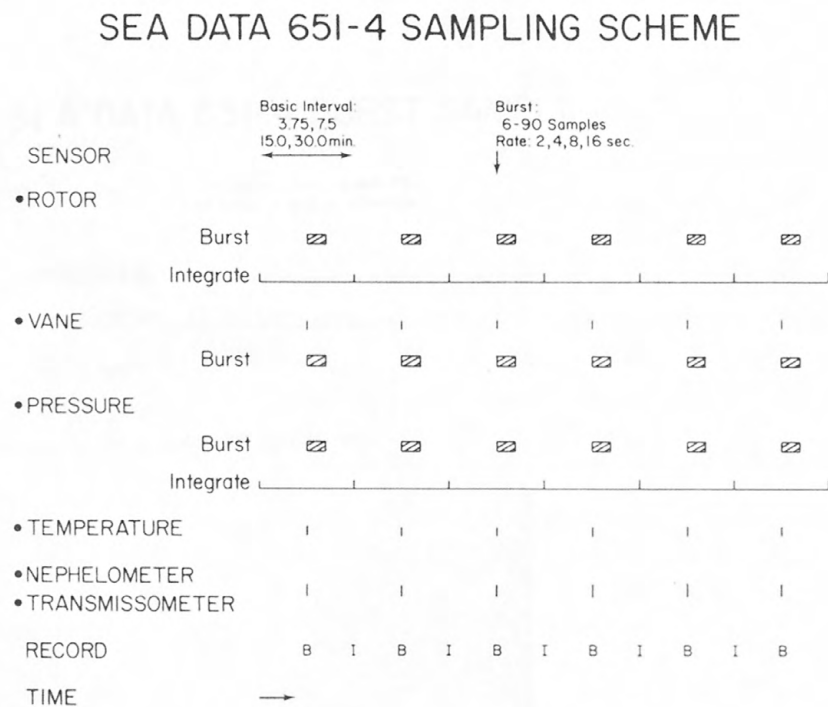 SEA DATA 651-4 SAMPLING SCHEME
Basic Interval:
3.75, 7.5
15.0, 30.0 min.
Burst:
6-90 Samples
Rate: 2, 4, 8, 16 sec.
SENSOR
• ROTOR
Burst
Integrate
• VANE
Burst
• PRESSURE
Burst
Integrate
• TEMPERATURE
• NEPHELOMETER
• TRANSMISSOMETER
RECORD B I B I B I B I B I B
TIME